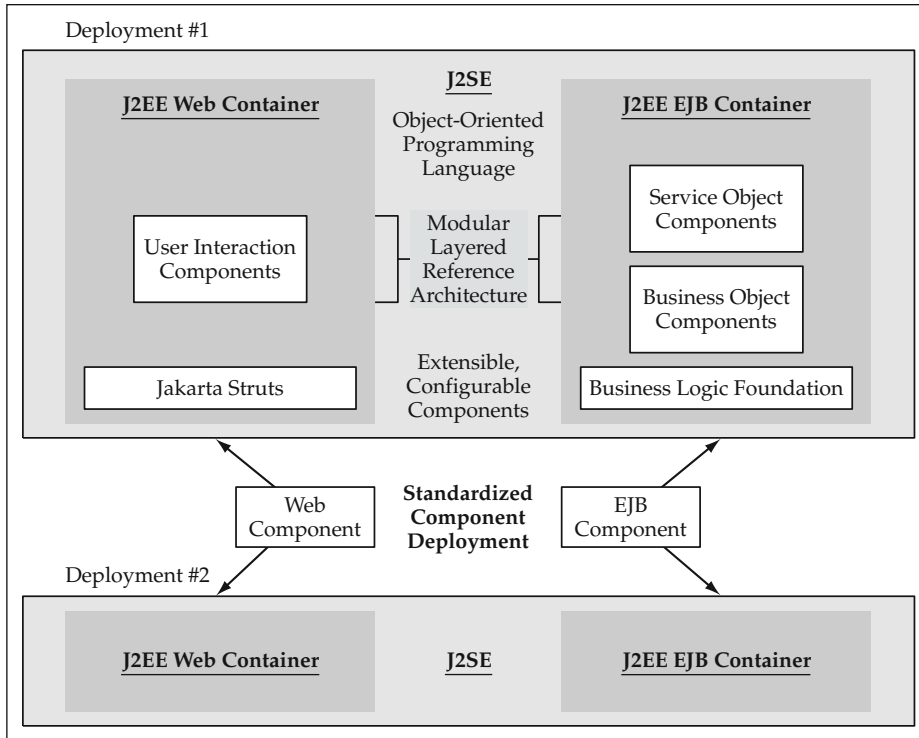 Deployment #1
J2EE Web Container
User Interaction
Components
Jakarta Struts
J2SE
Object-Oriented
Programming
Language
Modular
Layered
Reference
Architecture
Extensible,
Configurable
Components
J2EE EJB Container
Service Object
Components
Business Object
Components
Business Logic Foundation
Web
Component
Standardized
Component
Deployment
EJB
Component
Deployment #2
J2EE Web Container
J2SE
J2EE EJB Container